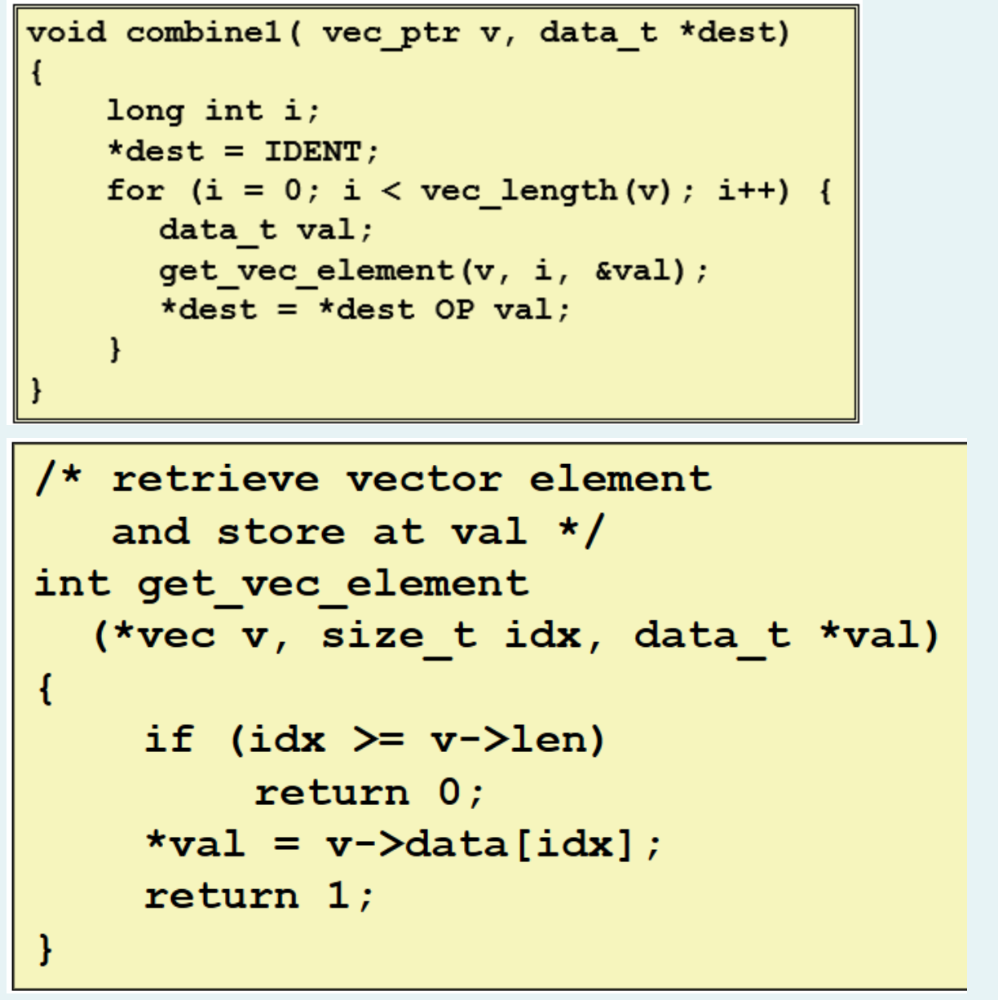 void combine1( vec_ptr v, data_t *dest)
{
long int i;
*dest = IDENT;
for (i = 0; i < vec_length(v); i++) {
data_t val;
get_vec_element(v, i, &val);
*dest = *dest OP val;
}
}
/* retrieve vector element
and store at val */
int get_vec_element
(*vec v, size_t idx, data_t *val)
{
if (idx >= v->len)
return 0;
*val = v->data[idx];
return 1;
}